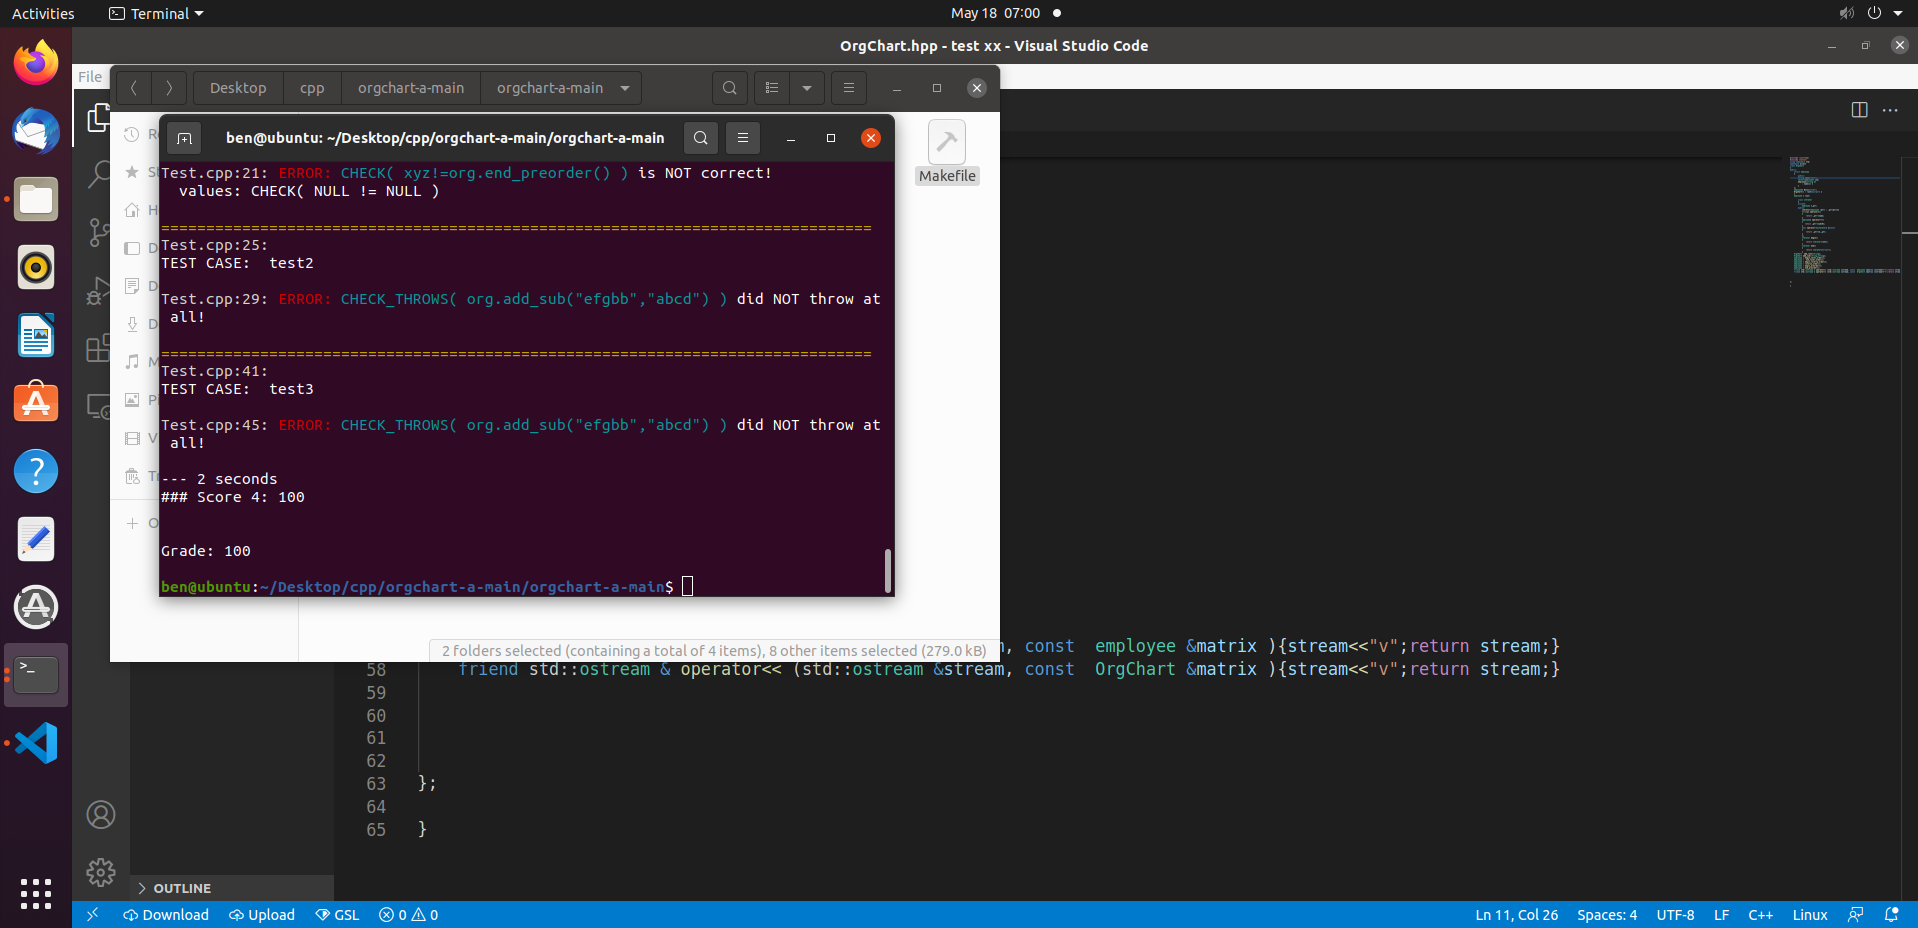 Activities
Terminal
May 18 07:00
OrgChart.hpp - test xx - Visual Studio Code
File
Desktop
cpp
orgchart-a-main
orgchart-a-main
ben@ubuntu: ~/Desktop/cpp/orgchart-a-main/orgchart-a-main
Makefile
Test.cpp:21: ERROR: CHECK( xyz!=org.end_preorder() ) is NOT correct!
values: CHECK( NULL != NULL )
===============================================================================
Test.cpp:25:
TEST CASE:  test2
Test.cpp:29: ERROR: CHECK_THROWS( org.add_sub("efgbb","abcd") ) did NOT throw at
all!
===============================================================================
Test.cpp:41:
TEST CASE:  test3
Test.cpp:45: ERROR: CHECK_THROWS( org.add_sub("efgbb","abcd") ) did NOT throw at
all!
--- 2 seconds
### Score 4: 100
Grade: 100
ben@ubuntu:~/Desktop/cpp/orgchart-a-main/orgchart-a-main$
2 folders selected (containing a total of 4 items), 8 other items selected (279.0 kB)
, const  employee &matrix ){stream<<"v";return stream;}
58 friend std::ostream & operator<< (std::ostream &stream, const  OrgChart &matrix ){stream<<"v";return stream;}
59
60
61
62
63 };
64
65 }
OUTLINE
Download
Upload
GSL
0
0
Ln 11, Col 26
Spaces: 4
UTF-8
LF
C++
Linux